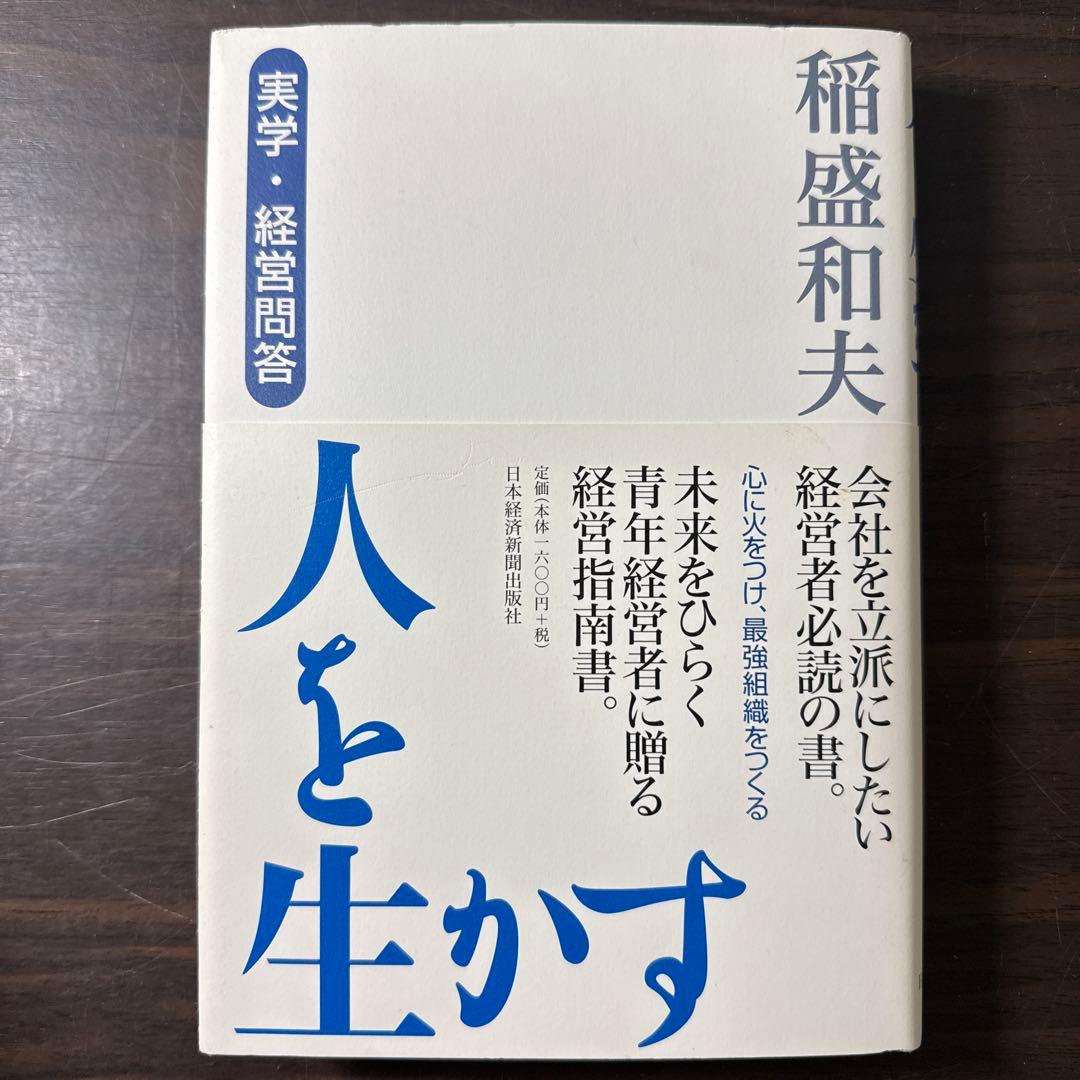 稲盛和夫
実学・経営問答
人を
生かす
会社を立派にしたい
経営者必読の書。
心に火をつけ、最強組織をつくる
未来をひらく
青年経営者に贈る
経営指南書。
定価(本体一六〇〇円+税)
日本経済新聞出版社